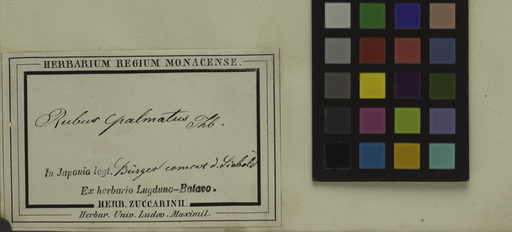 HERBARIUM REGIUM MONACENSE.
Rubus palmatus Th.
In Japonia legt. Bürger comm. d. Siebold
Ex herbario Lugduno-Batavo.
HERB. ZUCCARINII.
Herbar. Univ. Ludov. Maximil.